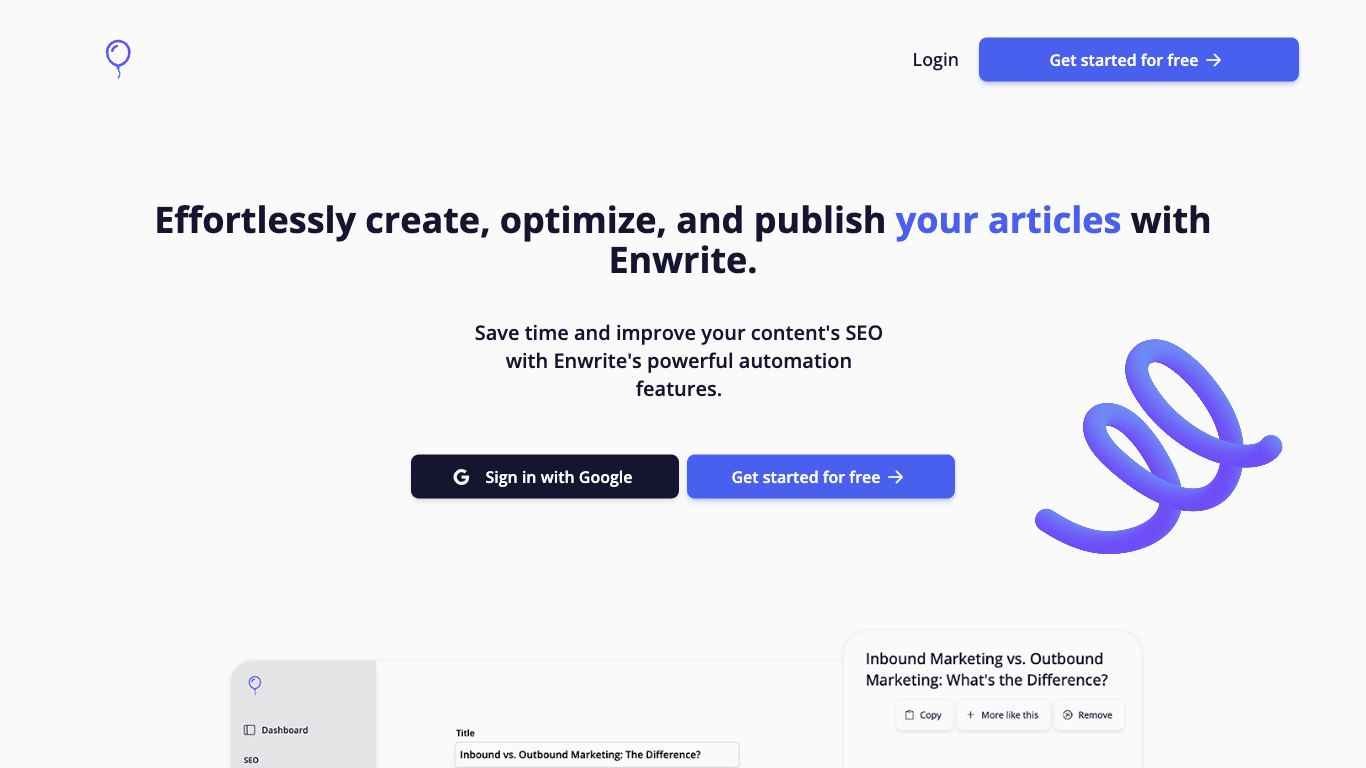 Login
Get started for free
Effortlessly create, optimize, and publish your articles with
Enwrite.
Save time and improve your content's SEO
with Enwrite's powerful automation
features.
Sign in with Google
Get started for free
Inbound Marketing vs. Outbound
Marketing: What's the Difference?
Copy
More like this
Remove
Dashboard
SEO
Title
Inbound vs. Outbound Marketing: The Difference?